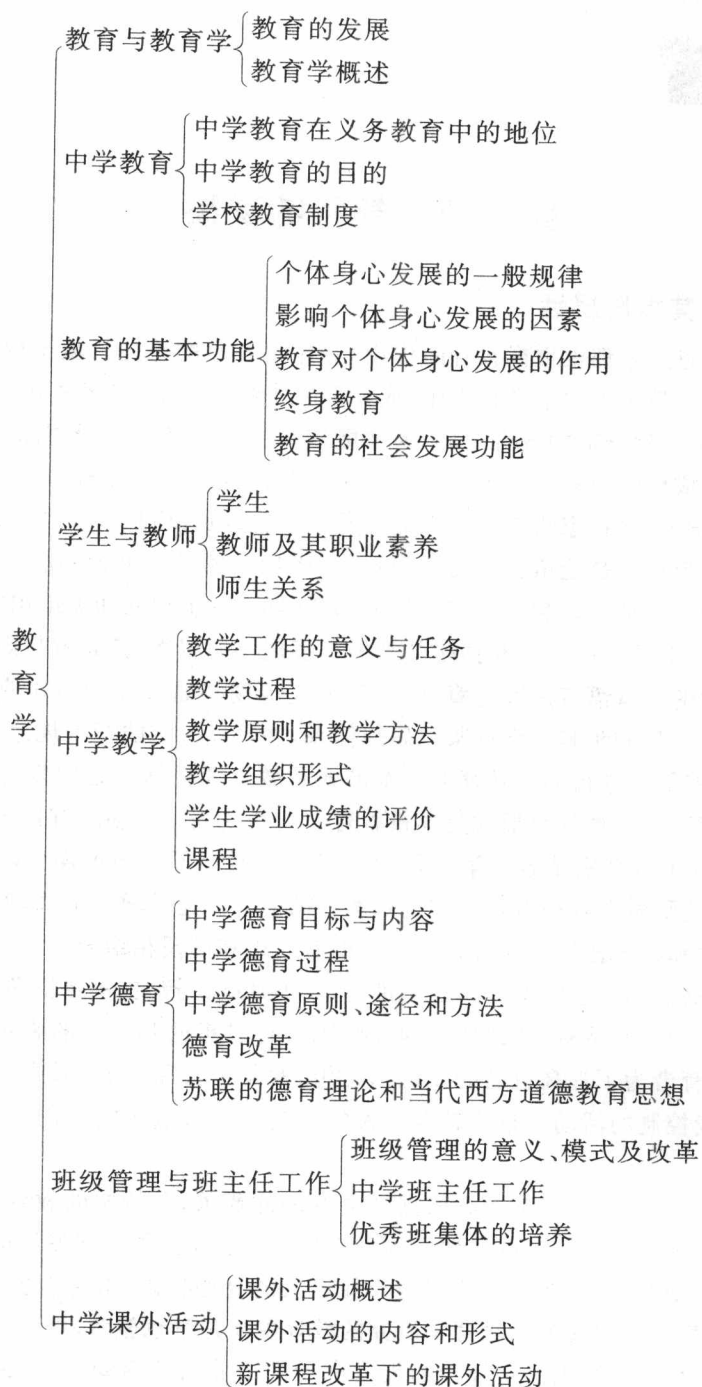 教育学
教育与教育学
教育的发展
教育学概述
中学教育
中学教育在义务教育中的地位
中学教育的目的
学校教育制度
教育的基本功能
个体身心发展的一般规律
影响个体身心发展的因素
教育对个体身心发展的作用
终身教育
教育的社会发展功能
学生与教师
学生
教师及其职业素养
师生关系
中学教学
教学工作的意义与任务
教学过程
教学原则和教学方法
教学组织形式
学生学业成绩的评价
课程
中学德育
中学德育目标与内容
中学德育过程
中学德育原则、途径和方法
德育改革
苏联的德育理论和当代西方道德教育思想
班级管理与班主任工作
班级管理的意义、模式及改革
中学班主任工作
优秀班集体的培养
中学课外活动
课外活动概述
课外活动的内容和形式
新课程改革下的课外活动